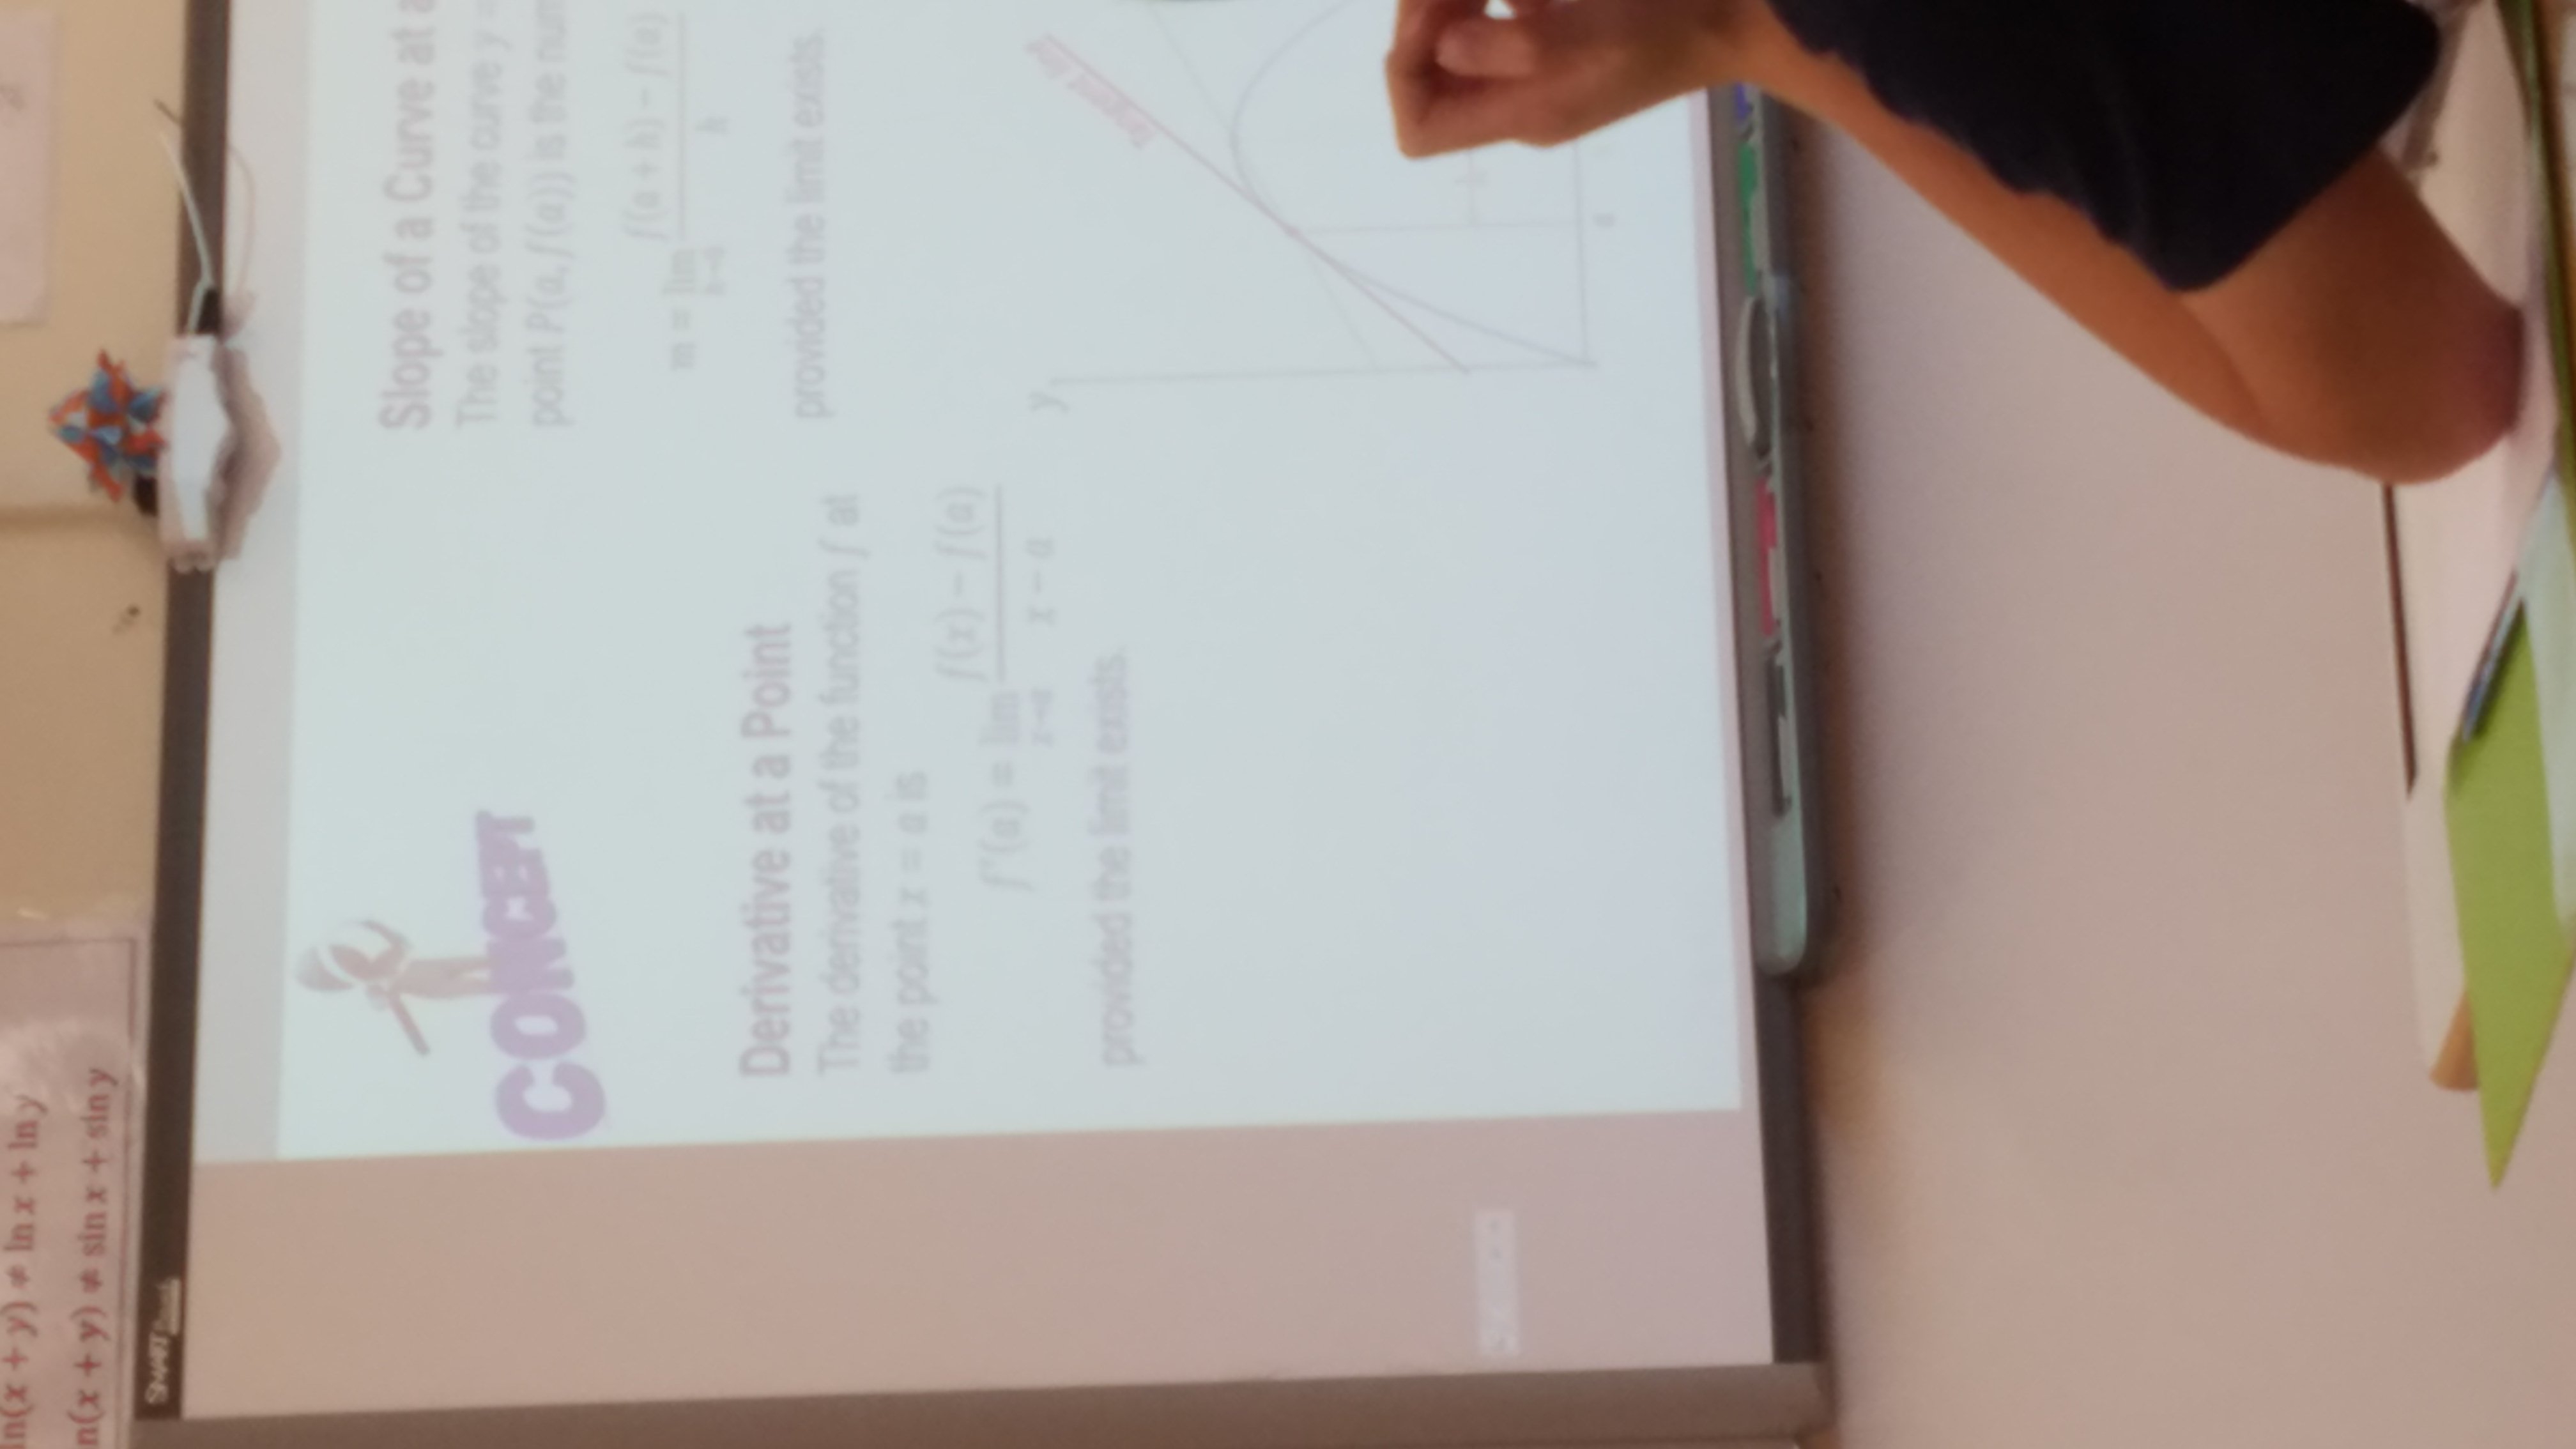 ln(x + y) ≠ ln x + ln y
n(x + y) ≠ sin x + sin y
SMART Board
CONCEPT
Derivative at a Point
The derivative of the function f at
the point x = a is
f'(a) = lim x→a (f(x) − f(a)) / (x − a)
provided the limit exists.
Slope of a Curve at a
The slope of the curve y =
point P(a, f(a)) is the
m = lim (f(a + h) − f(a)) / h
provided the limit exists.
y
Tangent line
h
a